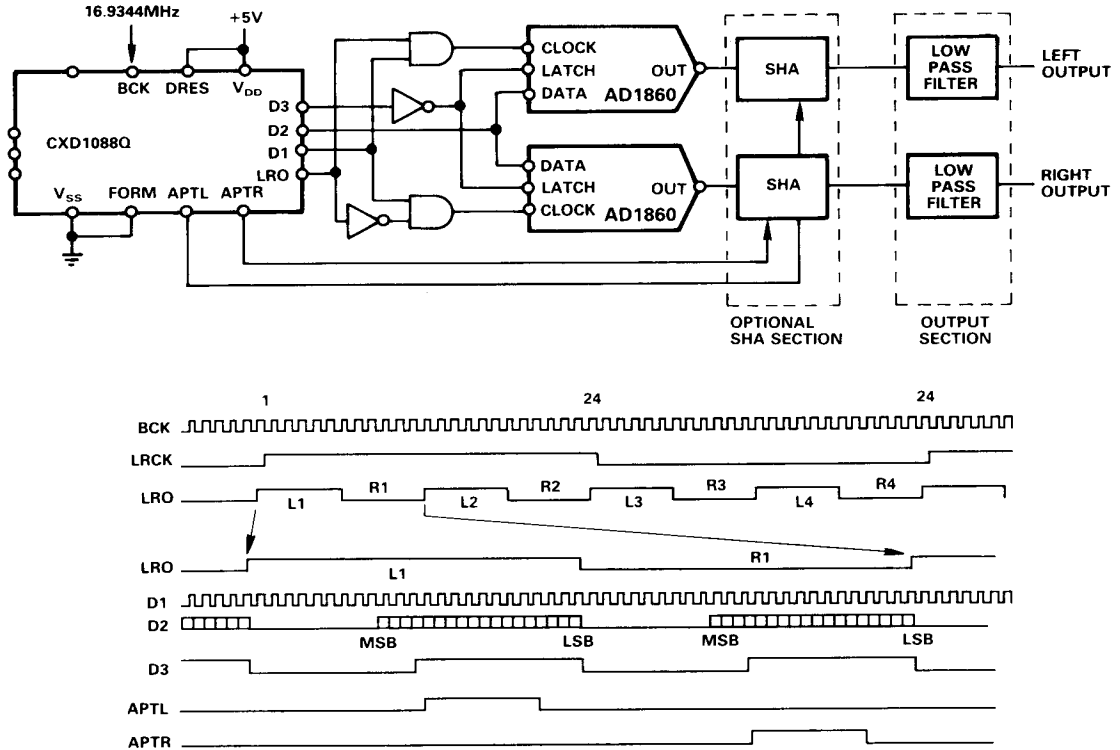 16.9344MHz
+5V
BCK
DRES
VDD
CXD1088Q
D3
D2
D1
LRO
VSS
FORM
APTL
APTR
CLOCK
LATCH
DATA
OUT
AD1860
DATA
LATCH
CLOCK
OUT
AD1860
SHA
SHA
LOW
PASS
FILTER
LOW
PASS
FILTER
LEFT
OUTPUT
RIGHT
OUTPUT
OPTIONAL
SHA SECTION
OUTPUT
SECTION
1
24
24
BCK
LRCK
LRO
L1
R1
L2
R2
L3
R3
L4
R4
LRO
L1
R1
D1
D2
MSB
LSB
MSB
LSB
D3
APTL
APTR